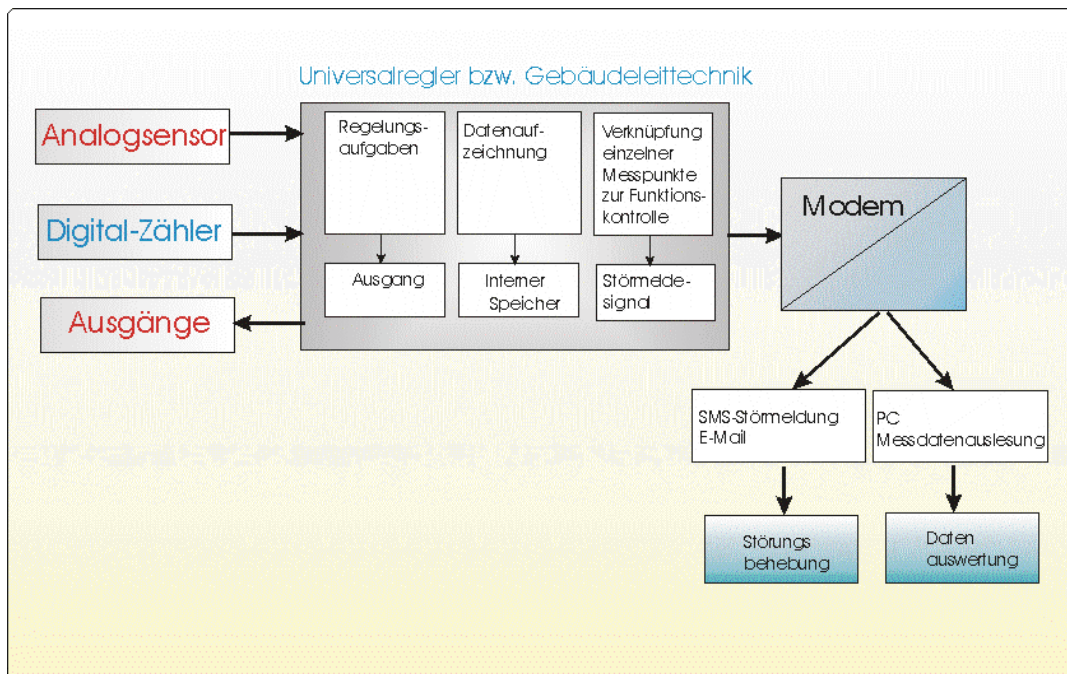 Universalregler bzw. Gebäudeleittechnik
Analogsensor
Digital-Zähler
Ausgänge
Regelungs-
aufgaben
Datenauf-
zeichnung
Verknüpfung
einzelner
Messpunkte
zur Funktions-
kontrolle
Ausgang
Interner
Speicher
Störmelde-
signal
Modem
SMS-Störmeldung
E-Mail
PC
Messdatenauslesung
Störungs
behebung
Daten
auswertung